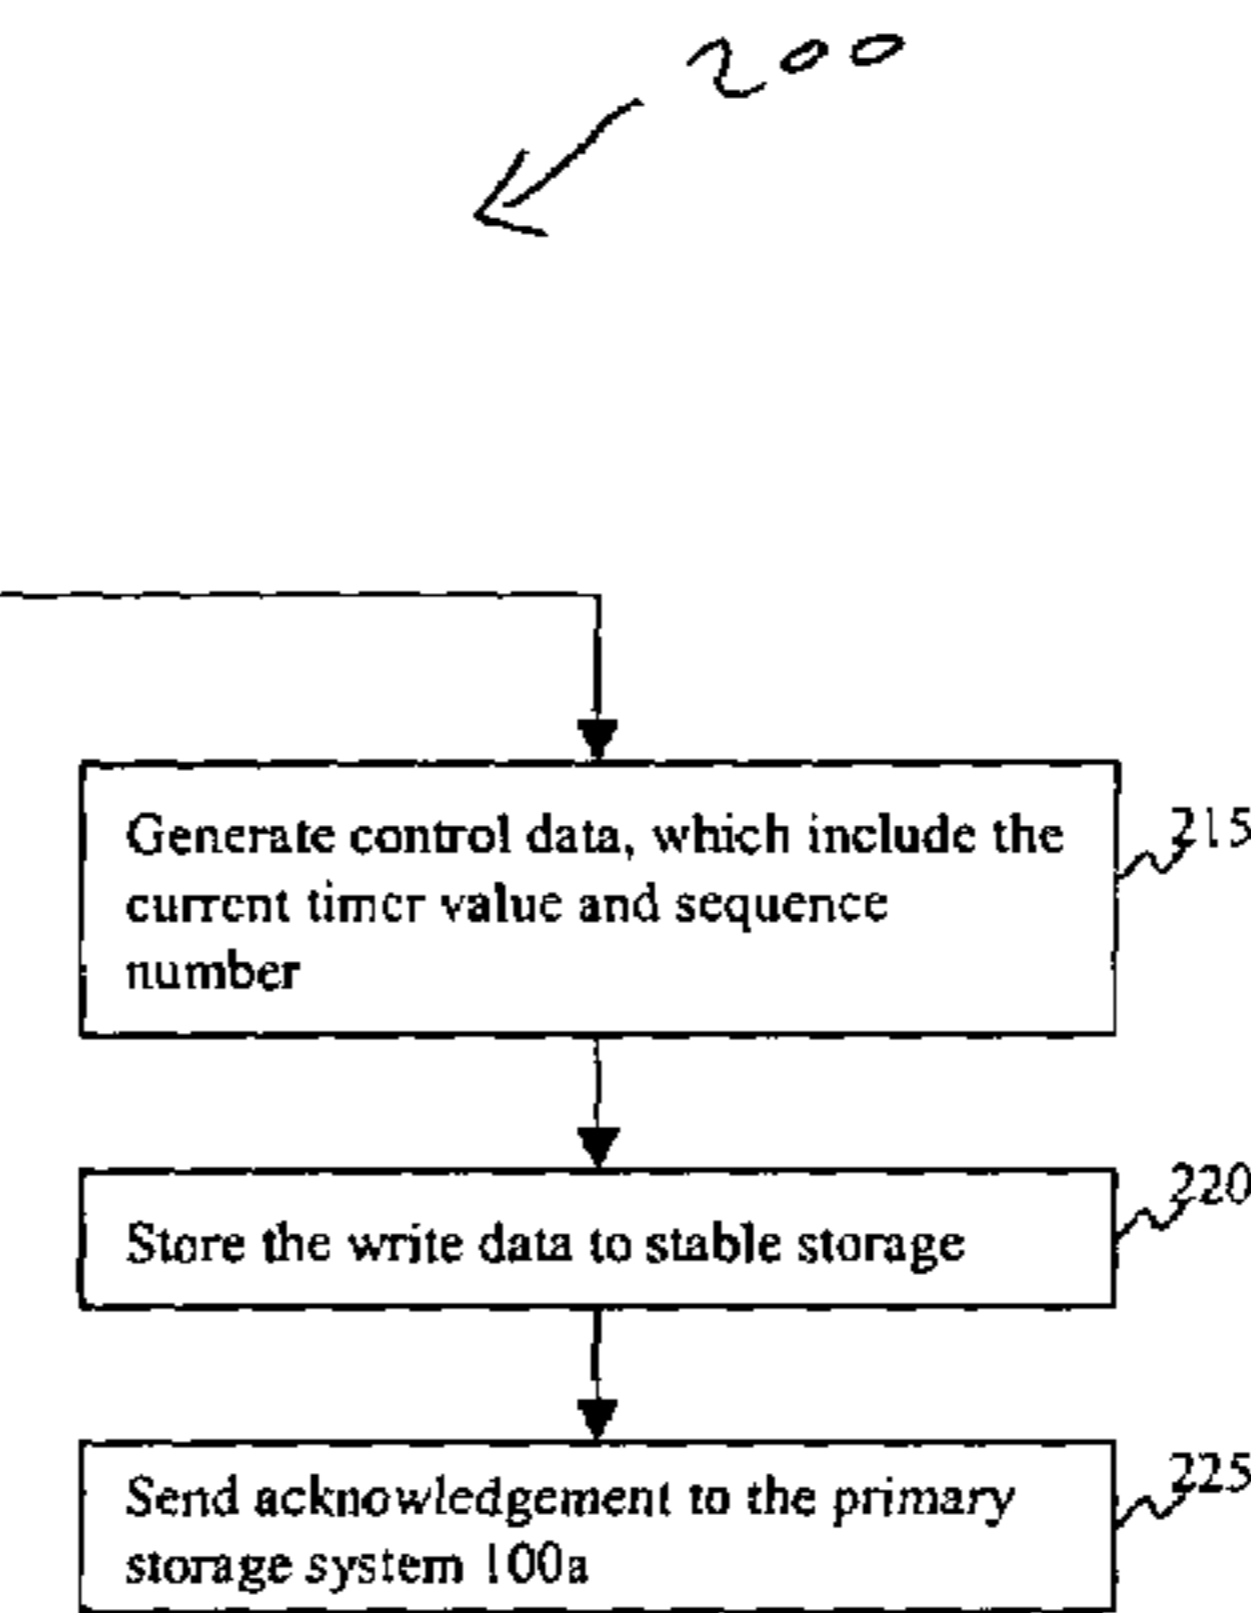 200
Generate control data, which include the
215
current timer value and sequence
number
220
Store the write data to stable storage
225
Send acknowledgement to the primary
storage system 100a